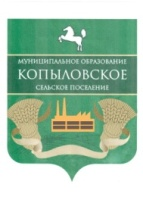 МУНИЦИПАЛЬНОЕ ОБРАЗОВАНИЕ
КОПЫЛОВСКОЕ
СЕЛЬСКОЕ ПОСЕЛЕНИЕ